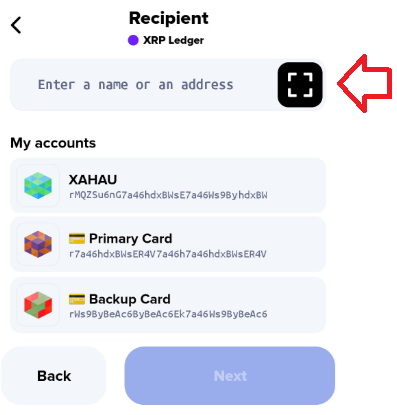 Recipient
XRP Ledger
Enter a name or an address
My accounts
XAHAU
rMQZSu6nG7a46hdxBWsE7a46Ws9ByhdxBW
💳 Primary Card
r7a46hdxBWsER4V7a46h7a46hdxBWsER4V
💳 Backup Card
rWs9ByBeAc6ByBeAc6Ek7a46Ws9ByBeAc6
Back
Next